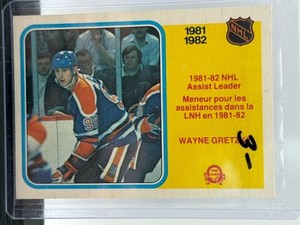 1981
1982
NHL
1981-82 NHL
Assist Leader
Meneur pour les
assistances dans la
LNH en 1981-82
WAYNE GRETZ
3-